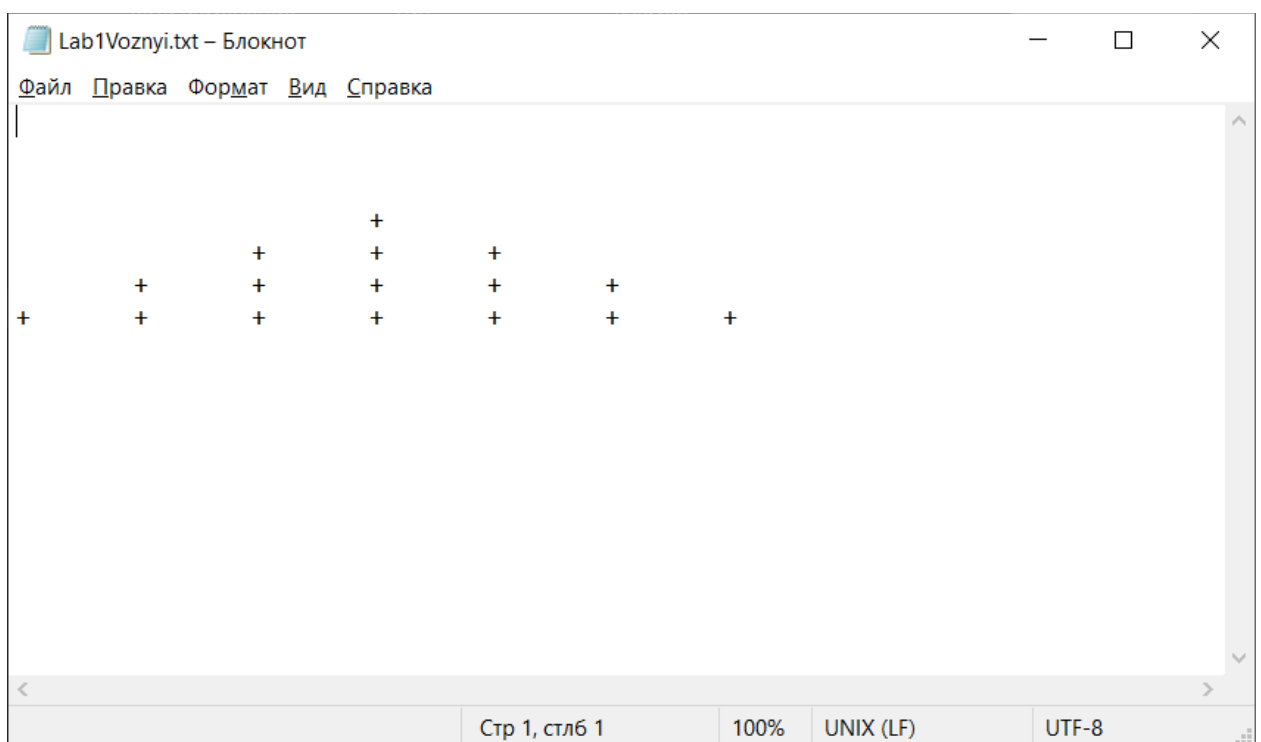 Lab1Voznyi.txt – Блокнот
Файл Правка Формат Вид Справка
+
+ + +
+ + + + +
+ + + + + + +
Стр 1, стлб 1 100% UNIX (LF) UTF-8